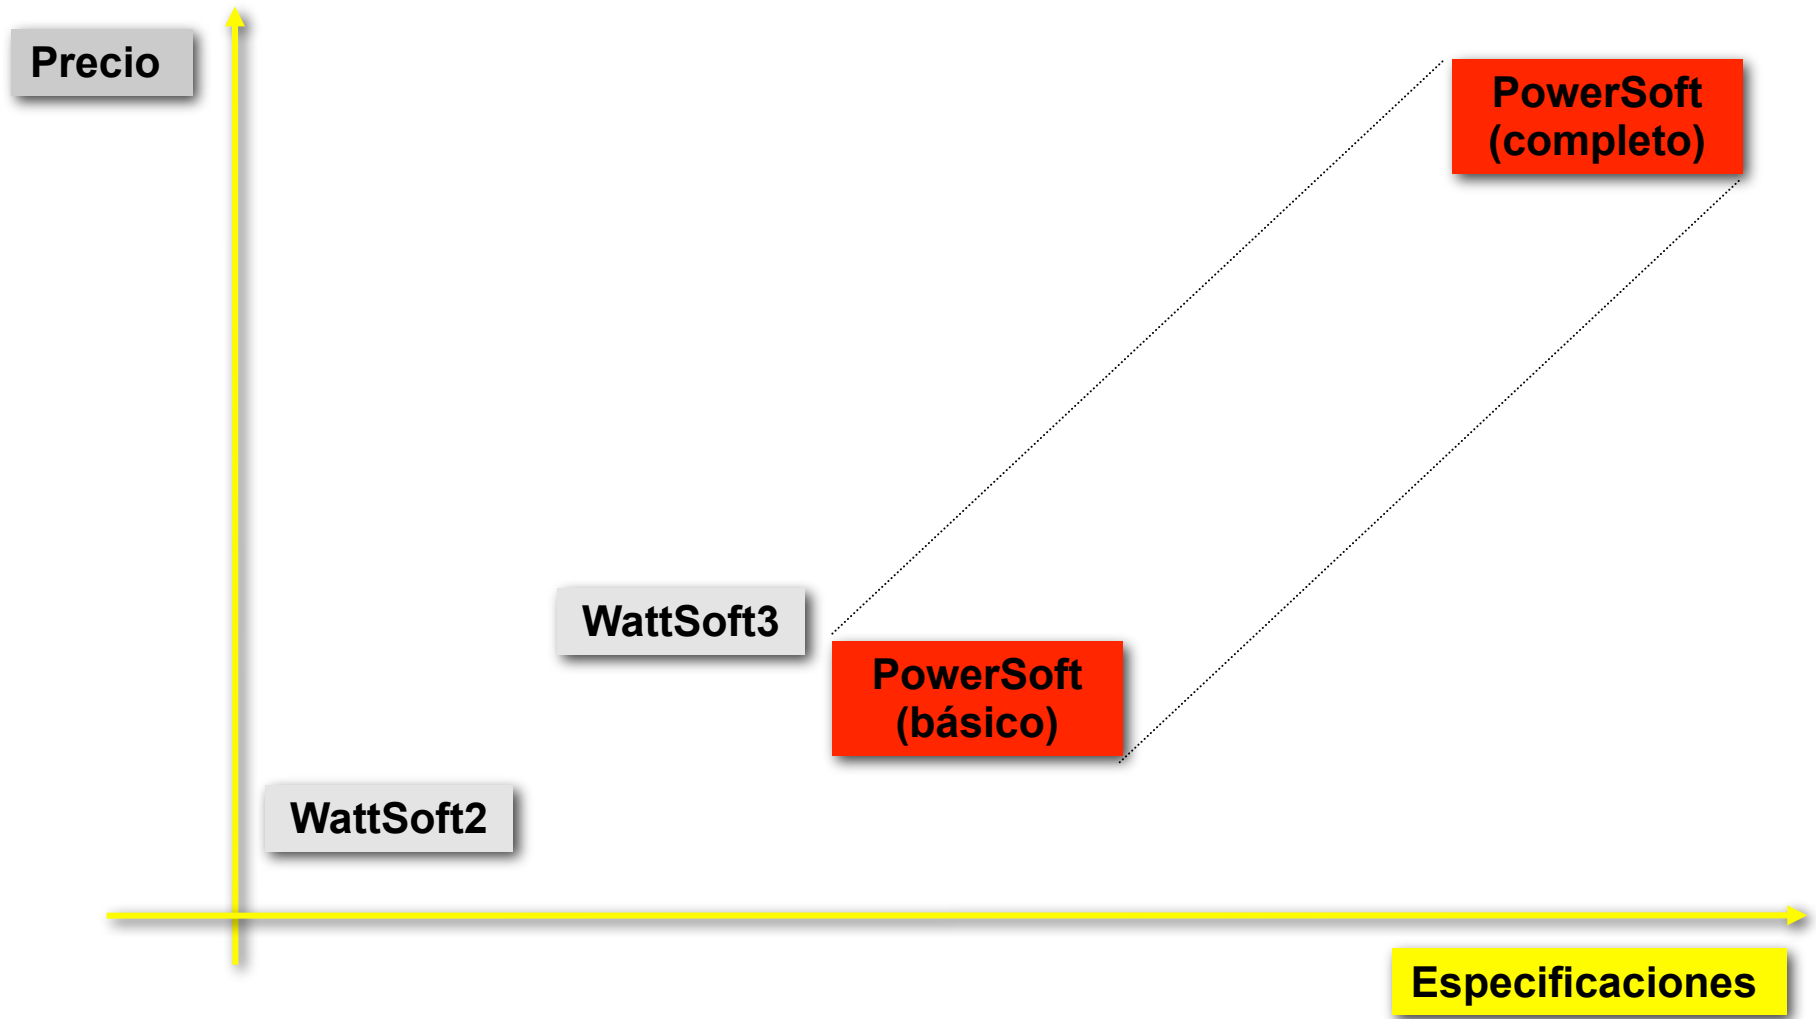 Precio
PowerSoft
(completo)
WattSoft3
PowerSoft
(básico)
WattSoft2
Especificaciones